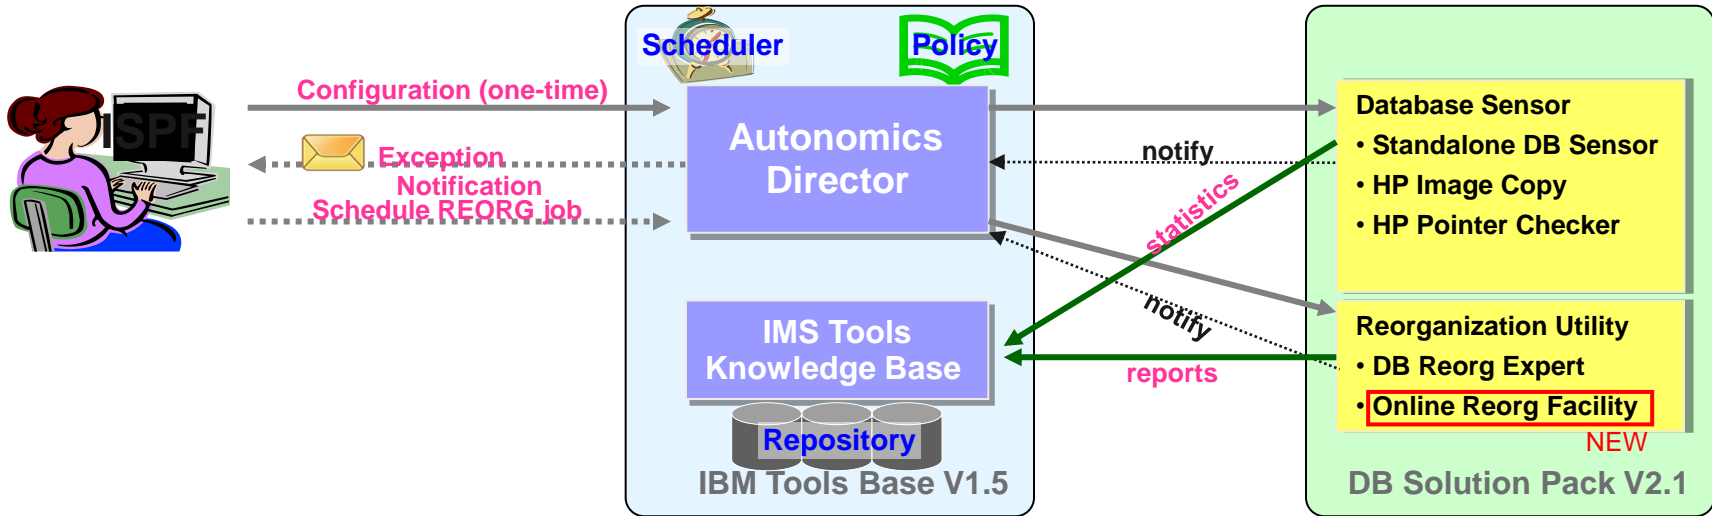 Scheduler
Policy
Configuration (one-time)
ISPF
Exception
Notification
Schedule REORG job
Autonomics
Director
notify
statistics
notify
reports
IMS Tools
Knowledge Base
Repository
IBM Tools Base V1.5
Database Sensor
• Standalone DB Sensor
• HP Image Copy
• HP Pointer Checker
Reorganization Utility
• DB Reorg Expert
• Online Reorg Facility
NEW
DB Solution Pack V2.1